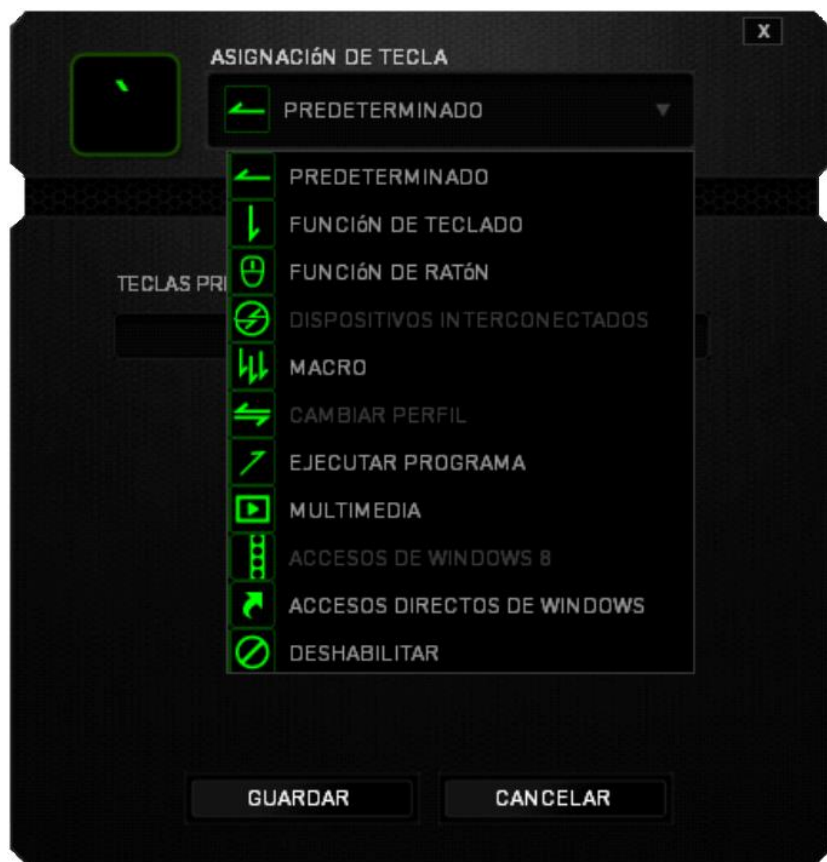 X
ASIGNACIóN DE TECLA
`
PREDETERMINADO
PREDETERMINADO
FUNCIóN DE TECLADO
FUNCIóN DE RATóN
TECLAS
DISPOSITIVOS INTERCONECTADOS
MACRO
CAMBIAR PERFIL
EJECUTAR PROGRAMA
MULTIMEDIA
ACCESOS DE WINDOWS 8
ACCESOS DIRECTOS DE WINDOWS
DESHABILITAR
GUARDAR CANCELAR